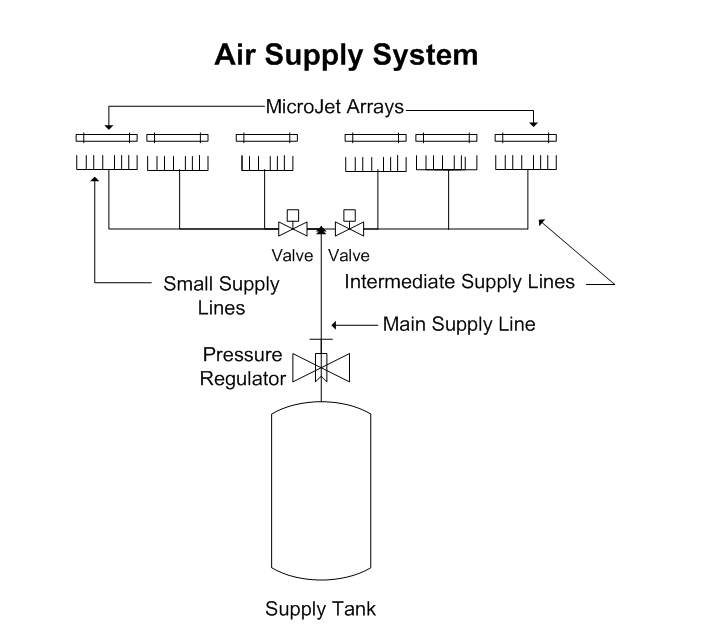 Air Supply System
MicroJet Arrays
Valve
Valve
Small Supply
Lines
Intermediate Supply Lines
Main Supply Line
Pressure
Regulator
Supply Tank